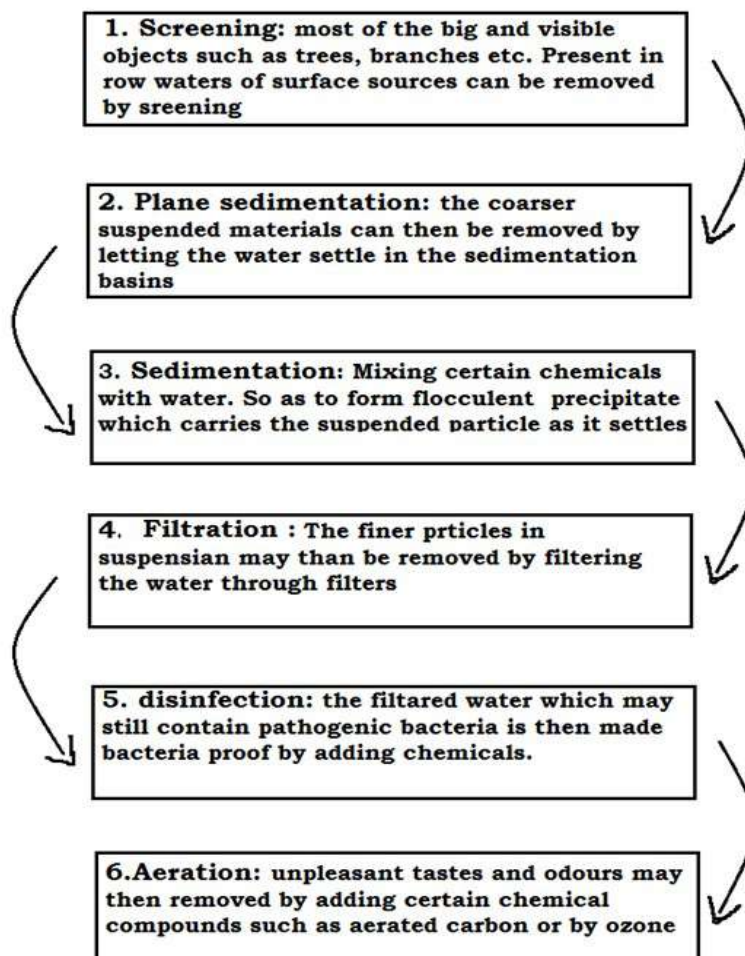 1. Screening: most of the big and visible
objects such as trees, branches etc. Present in
row waters of surface sources can be removed
by sreening
2. Plane sedimentation: the coarser
suspended materials can then be removed by
letting the water settle in the sedimentation
basins
3. Sedimentation: Mixing certain chemicals
with water. So as to form flocculent precipitate
which carries the suspended particle as it settles
4. Filtration : The finer prticles in
suspensian may than be removed by filtering
the water through filters
5. disinfection: the filtared water which may
still contain pathogenic bacteria is then made
bacteria proof by adding chemicals.
6.Aeration: unpleasant tastes and odours may
then removed by adding certain chemical
compounds such as aerated carbon or by ozone